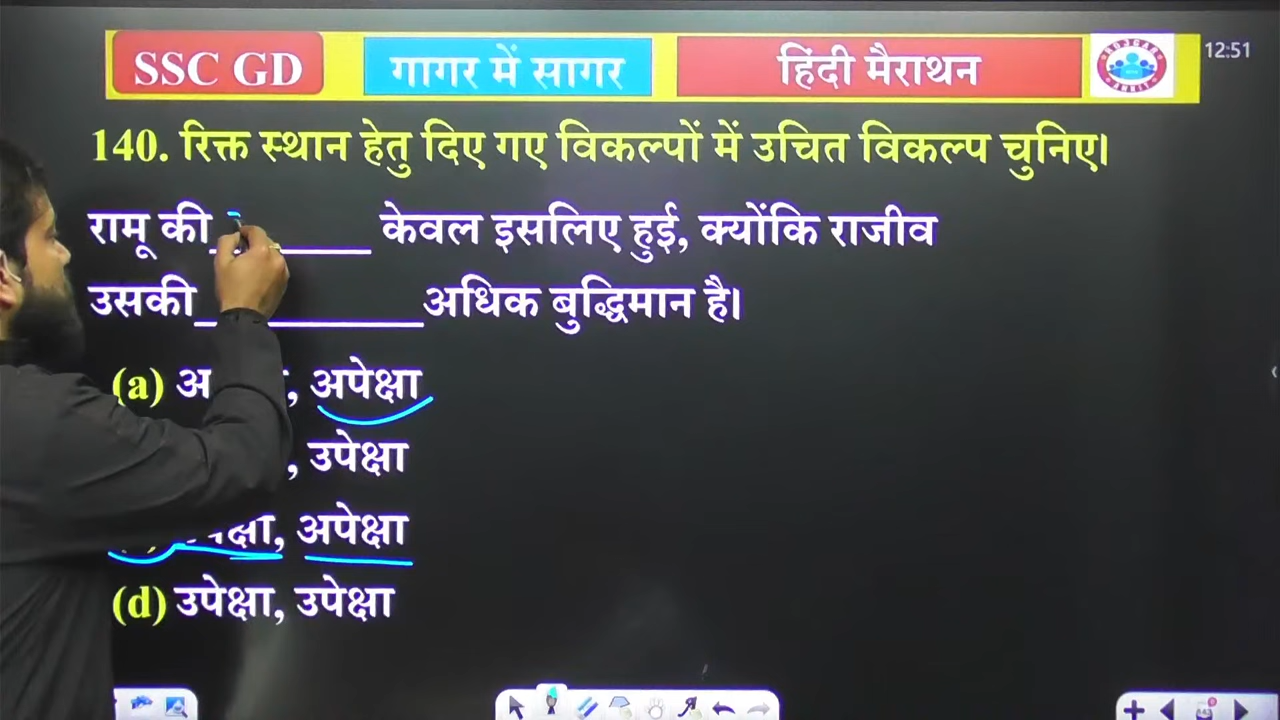 SSC GD गागर में सागर हिंदी मैराथन 12:51
140. रिक्त स्थान हेतु दिए गए विकल्पों में उचित विकल्प चुनिए।
रामू की ______ केवल इसलिए हुई, क्योंकि राजीव
उसकी__________अधिक बुद्धिमान है।
(a) अपेक्षा
उपेक्षा
अपेक्षा
(d) उपेक्षा, उपेक्षा